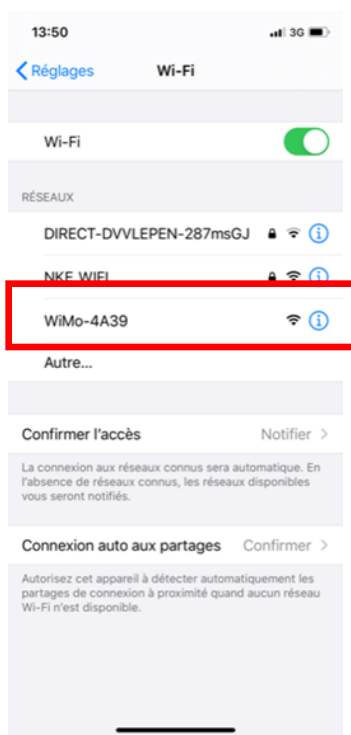 13:50
3G
Réglages
Wi-Fi
Wi-Fi
RÉSEAUX
DIRECT-DVVLEPEN-287msGJ
NKE WIFI
WiMo-4A39
Autre...
Confirmer l'accès
Notifier
La connexion aux réseaux connus sera automatique. En
l'absence de réseaux connus, les réseaux disponibles
vous seront notifiés.
Connexion auto aux partages
Confirmer
Autorisez cet appareil à détecter automatiquement les
partages de connexion à proximité quand aucun réseau
Wi-Fi n'est disponible.